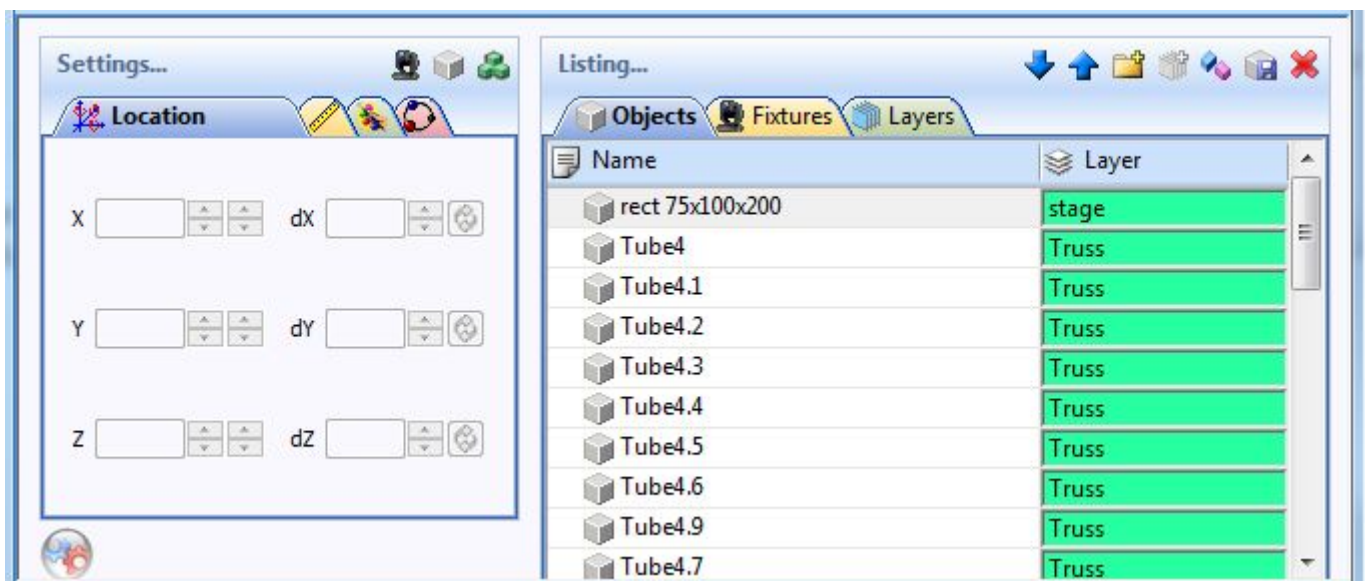 Settings...
Location
X dX
Y dY
Z dZ
Listing...
Objects Fixtures Layers
Name Layer
rect 75x100x200 stage
Tube4 Truss
Tube4.1 Truss
Tube4.2 Truss
Tube4.3 Truss
Tube4.4 Truss
Tube4.5 Truss
Tube4.6 Truss
Tube4.9 Truss
Tube4.7 Truss